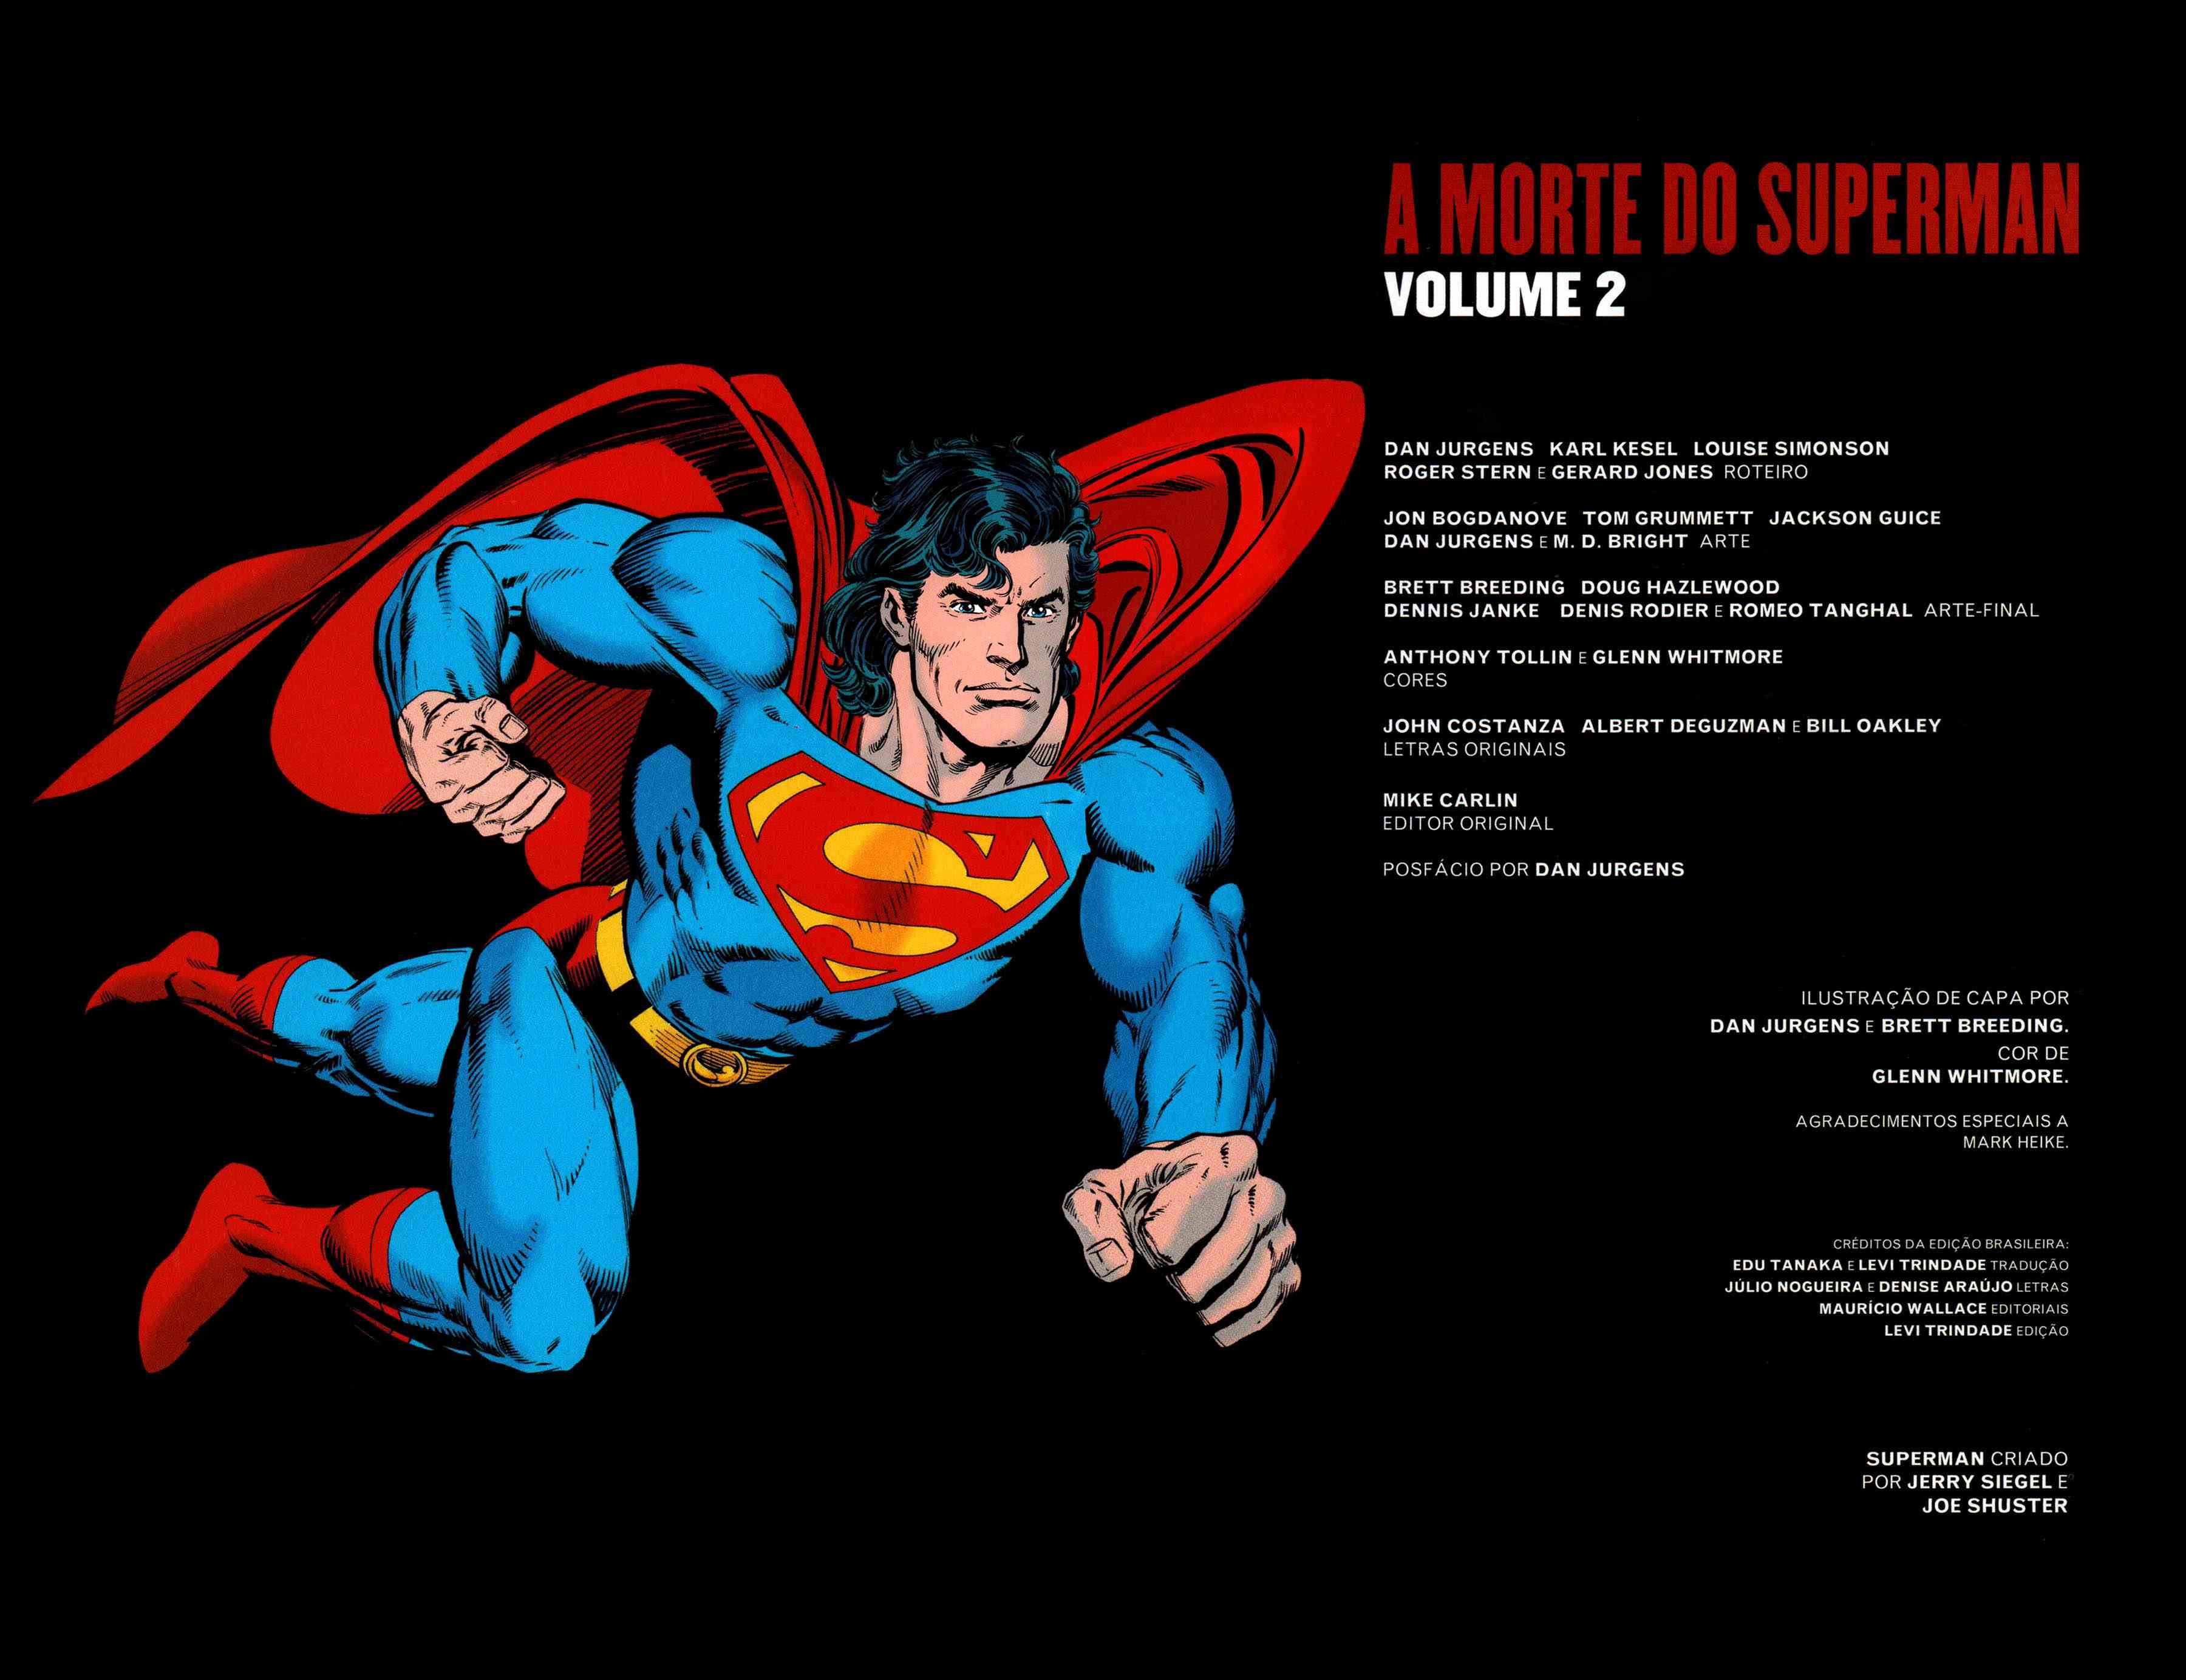 A MORTE DO SUPERMAN
VOLUME 2
DAN JURGENS KARL KESEL LOUISE SIMONSON
ROGER STERN E GERARD JONES ROTEIRO
JON BOGDANOVE TOM GRUMMETT JACKSON GUICE
DAN JURGENS E M. D. BRIGHT ARTE
BRETT BREEDING DOUG HAZLEWOOD
DENNIS JANKE DENIS RODIER E ROMEO TANGHAL ARTE-FINAL
ANTHONY TOLLIN E GLENN WHITMORE
CORES
JOHN COSTANZA ALBERT DEGUZMAN E BILL OAKLEY
LETRAS ORIGINAIS
MIKE CARLIN
EDITOR ORIGINAL
POSFÁCIO POR DAN JURGENS
ILUSTRAÇÃO DE CAPA POR
DAN JURGENS E BRETT BREEDING.
COR DE
GLENN WHITMORE.
AGRADECIMENTOS ESPECIAIS A
MARK HEIKE.
CRÉDITOS DA EDIÇÃO BRASILEIRA:
EDU TANAKA E LEVI TRINDADE TRADUÇÃO
JÚLIO NOGUEIRA E DENISE ARAÚJO LETRAS
MAURÍCIO WALLACE EDITORIAIS
LEVI TRINDADE EDIÇÃO
SUPERMAN CRIADO
POR JERRY SIEGEL E
JOE SHUSTER